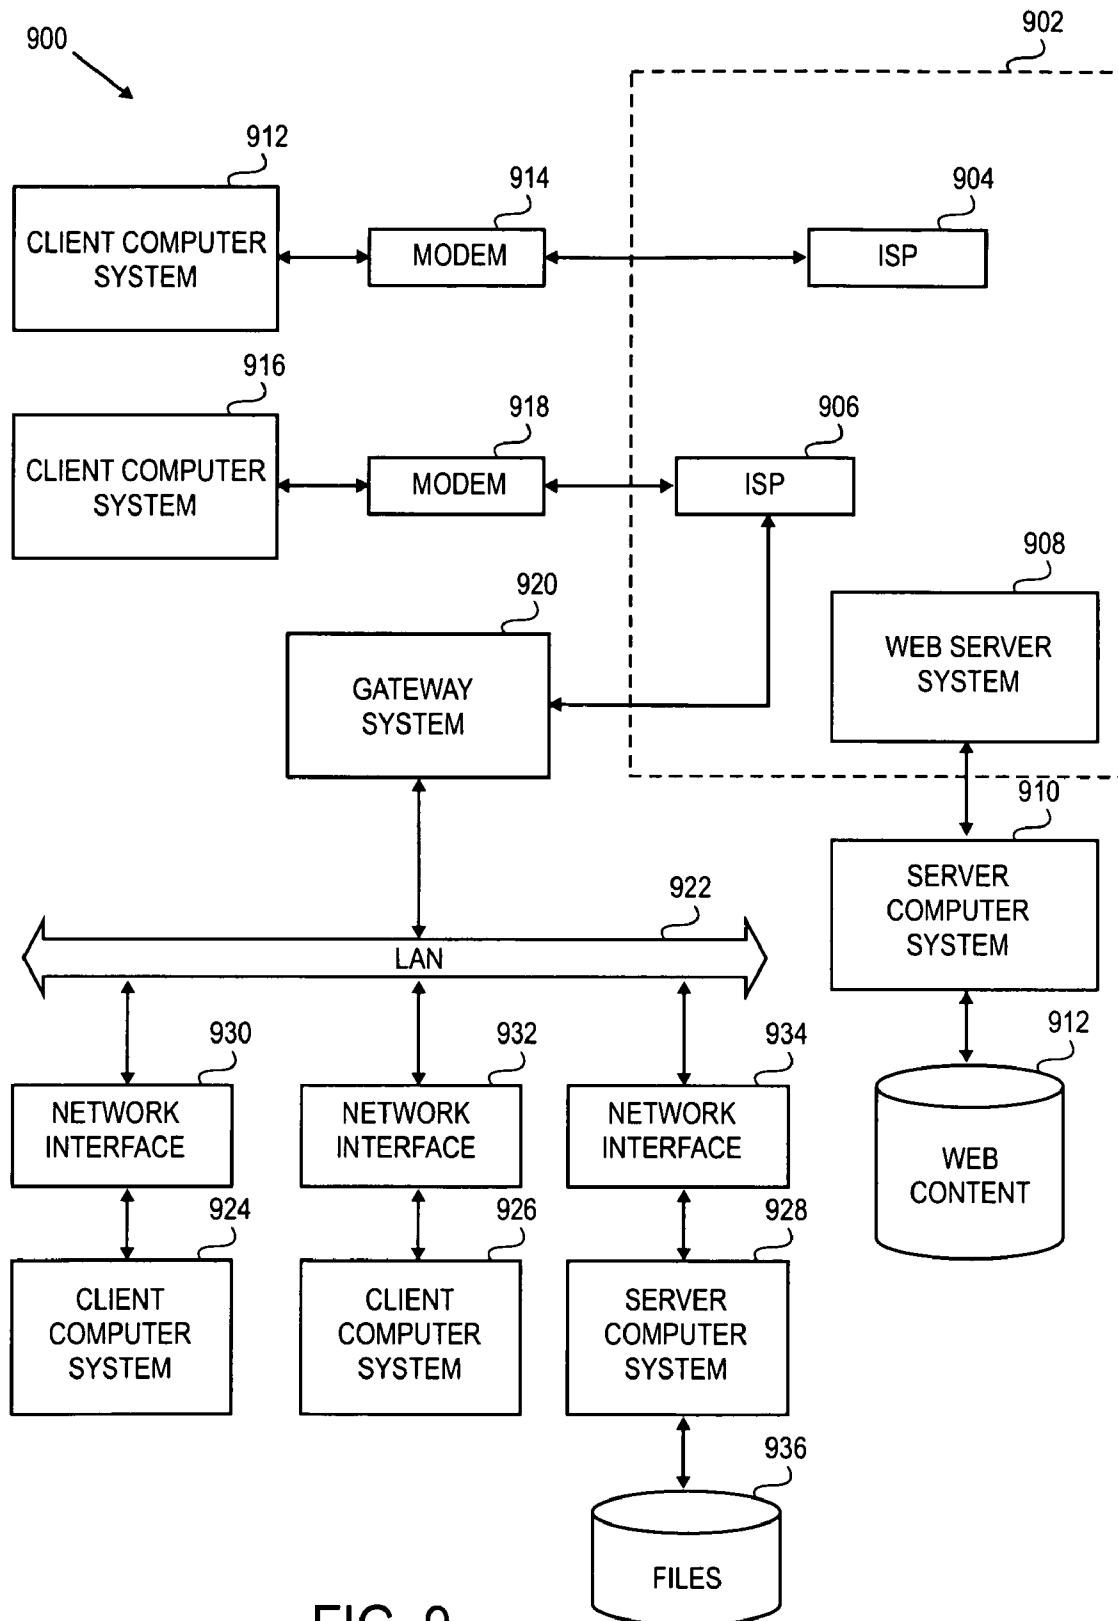 902
900
912
914
904
CLIENT COMPUTER
SYSTEM
MODEM
ISP
916
918
906
CLIENT COMPUTER
SYSTEM
MODEM
ISP
908
920
WEB SERVER
SYSTEM
GATEWAY
SYSTEM
910
SERVER
COMPUTER
SYSTEM
922
LAN
912
930
932
934
NETWORK
INTERFACE
NETWORK
INTERFACE
NETWORK
INTERFACE
WEB
CONTENT
924
926
928
CLIENT
COMPUTER
SYSTEM
CLIENT
COMPUTER
SYSTEM
SERVER
COMPUTER
SYSTEM
936
FILES
FIG. 9